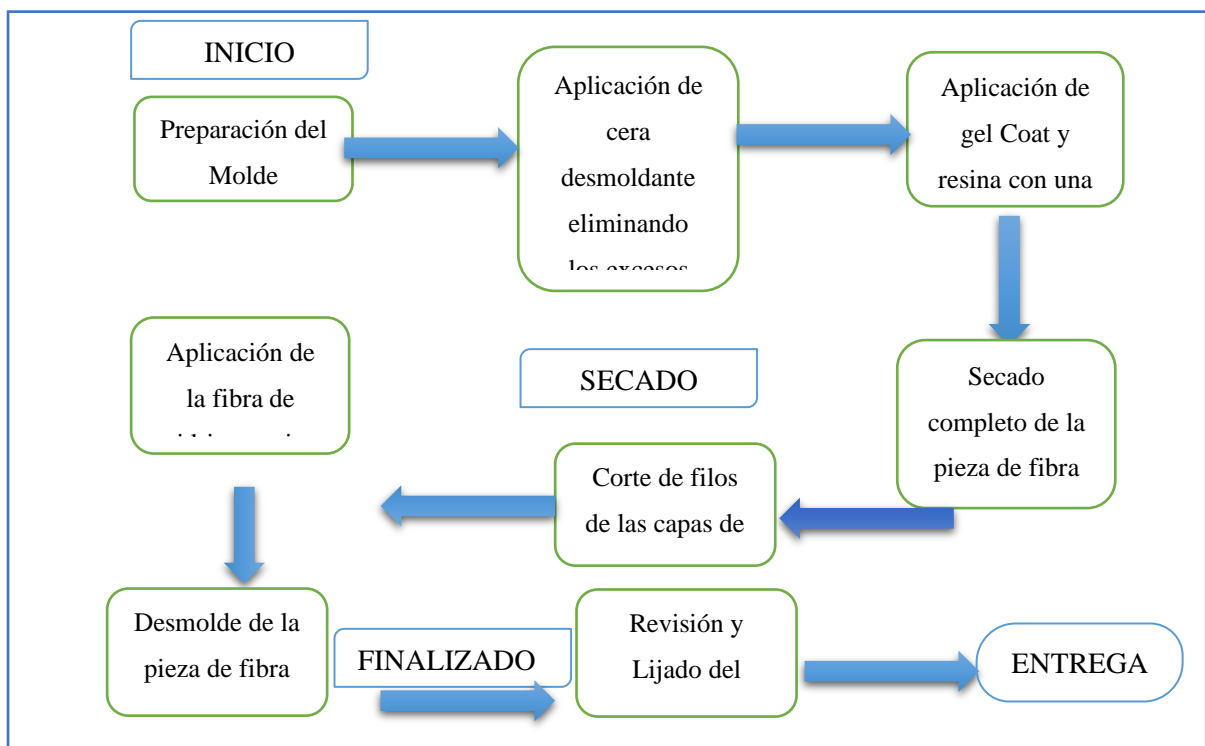 INICIO
Preparación del
Molde
Aplicación de
cera
desmoldante
eliminando
los excesos
Aplicación de
gel Coat y
resina con una
Secado
completo de la
pieza de fibra
SECADO
Corte de filos
de las capas de
Aplicación de
la fibra de
Desmolde de la
pieza de fibra
FINALIZADO
Revisión y
Lijado del
ENTREGA